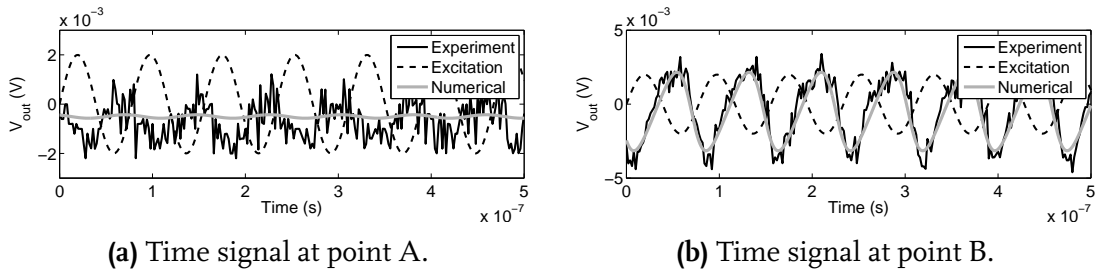 x 10⁻³
2
0
−2
V_out (V)
Experiment
Excitation
Numerical
0 1 2 3 4 5
Time (s)
x 10⁻⁷
(a) Time signal at point A.
x 10⁻³
5
0
−5
V_out (V)
Experiment
Excitation
Numerical
0 1 2 3 4 5
Time (s)
x 10⁻⁷
(b) Time signal at point B.